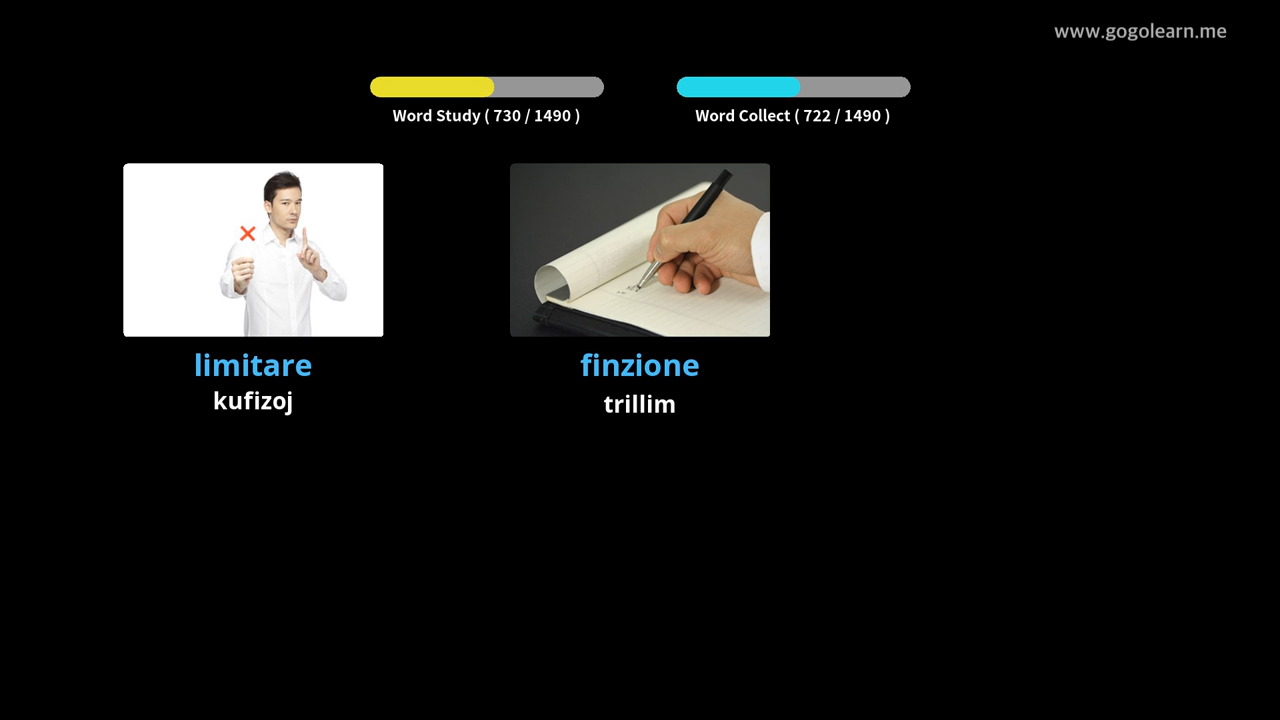 www.gogolearn.me
Word Study ( 730 / 1490 )
Word Collect ( 722 / 1490 )
limitare
kufizoj
finzione
trillim